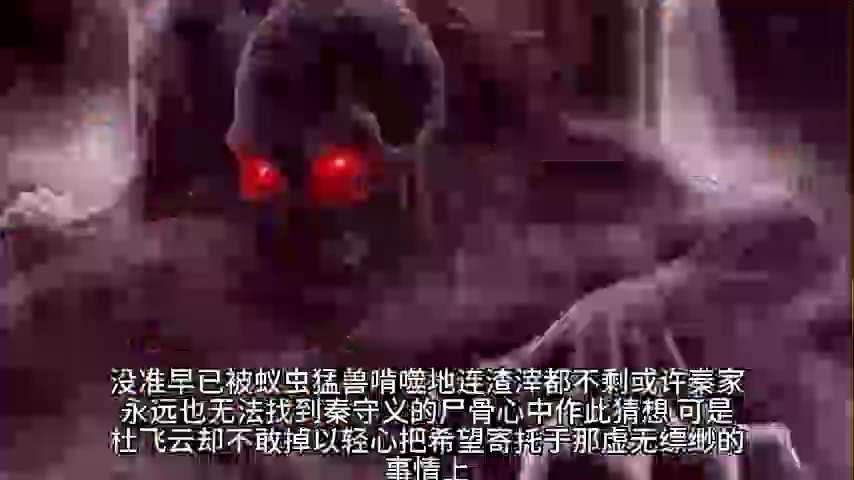 没准早已被蚁虫猛兽啃噬地连渣滓都不剩或许秦家
永远也无法找到秦守义的尸骨心中作此猜想,可是
杜飞云却不敢掉以轻心把希望寄托于那虚无缥缈的
事情上